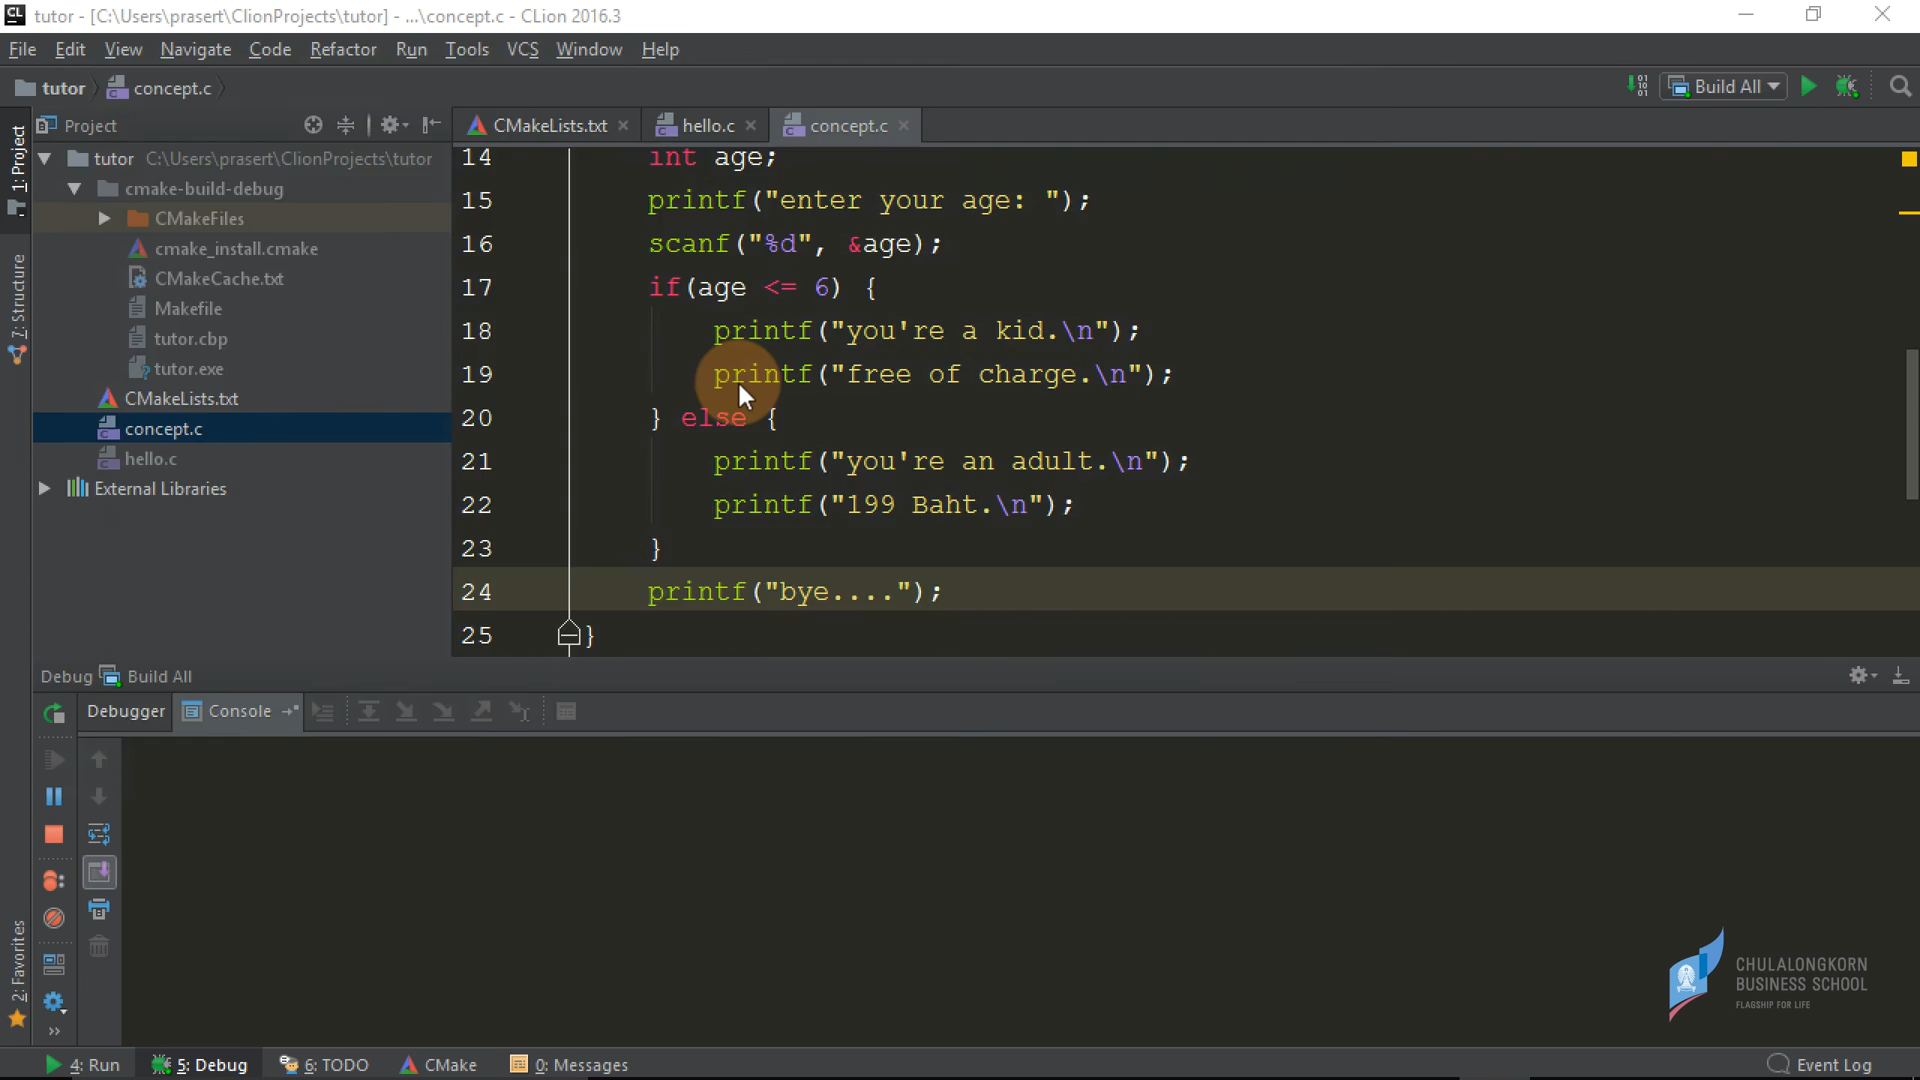 tutor - [C:\Users\prasert\ClionProjects\tutor] - ...\concept.c - CLion 2016.3
File Edit View Navigate Code Refactor Run Tools VCS Window Help
tutor concept.c Build All
1: Project
7: Structure
2: Favorites
Project
tutor C:\Users\prasert\ClionProjects\tutor
cmake-build-debug
CMakeFiles
cmake_install.cmake
CMakeCache.txt
Makefile
tutor.cbp
tutor.exe
CMakeLists.txt
concept.c
hello.c
External Libraries
CMakeLists.txt hello.c concept.c
14 int age;
15 printf("enter your age: ");
16 scanf("%d", &age);
17 if(age <= 6) {
18 printf("you're a kid.\n");
19 printf("free of charge.\n");
20 } else {
21 printf("you're an adult.\n");
22 printf("199 Baht.\n");
23 }
24 printf("bye....");
25 }
Debug Build All
Debugger Console
CHULALONGKORN
BUSINESS SCHOOL
FLAGSHIP FOR LIFE
4: Run 5: Debug 6: TODO CMake 0: Messages Event Log